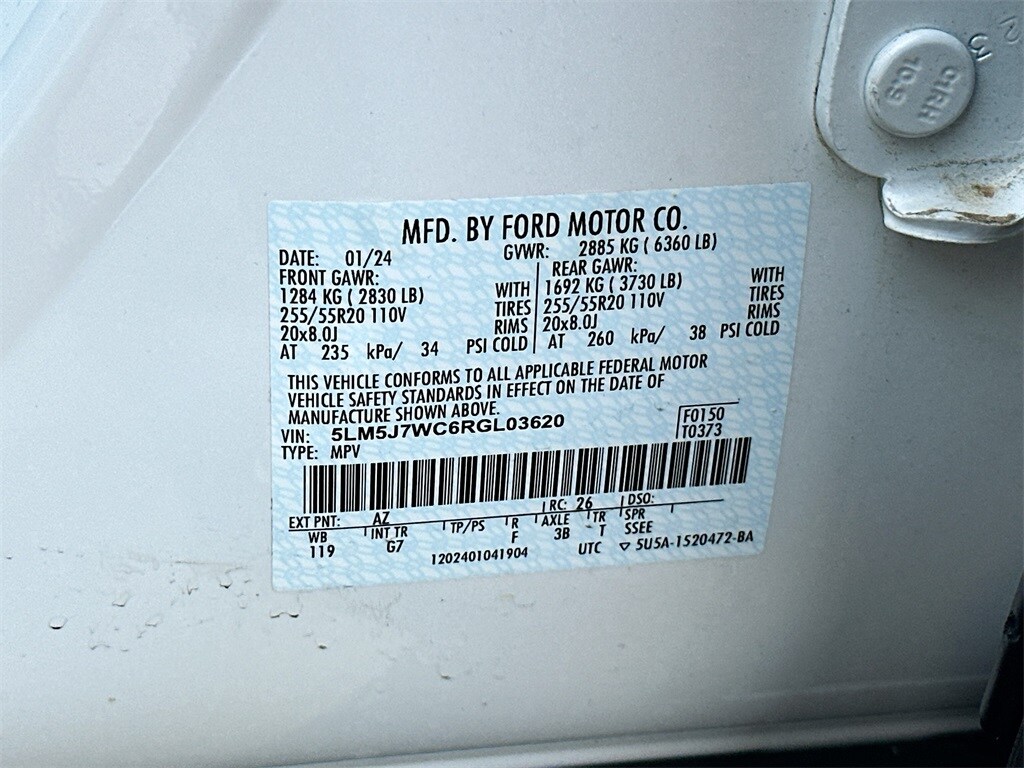 2
3
C1RH
10.9
MFD. BY FORD MOTOR CO.
DATE: 01/24 GVWR: 2885 KG ( 6360 LB)
FRONT GAWR: REAR GAWR:
1284 KG ( 2830 LB) WITH 1692 KG ( 3730 LB) WITH
255/55R20 110V TIRES 255/55R20 110V TIRES
20x8.0J RIMS 20x8.0J RIMS
AT 235 kPa/ 34 PSI COLD AT 260 kPa/ 38 PSI COLD
THIS VEHICLE CONFORMS TO ALL APPLICABLE FEDERAL MOTOR
VEHICLE SAFETY STANDARDS IN EFFECT ON THE DATE OF
MANUFACTURE SHOWN ABOVE.
VIN: 5LM5J7WC6RGL03620 F0150
TYPE: MPV T0373
EXT PNT: AZ RC: 26 DSO:
WB INT TR TP/PS R AXLE TR SPR
119 G7 F 3B T SSEE
1202401041904 UTC ▽ 5U5A-1520472-BA